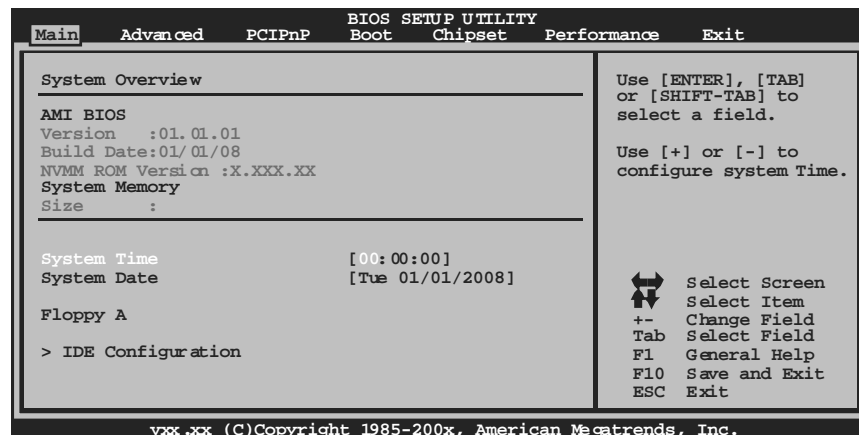 BIOS SETUP UTILITY
Main Advanced PCIPnP Boot Chipset Performance Exit
System Overview
AMI BIOS
Version :01.01.01
Build Date:01/01/08
NVMM ROM Version :X.XXX.XX
System Memory
Size :
System Time [00:00:00]
System Date [Tue 01/01/2008]
Floppy A
> IDE Configuration
Use [ENTER], [TAB]
or [SHIFT-TAB] to
select a field.
Use [+] or [-] to
configure system Time.
Select Screen
Select Item
+- Change Field
Tab Select Field
F1 General Help
F10 Save and Exit
ESC Exit
vxx.xx (C)Copyright 1985-200x, American Megatrends, Inc.